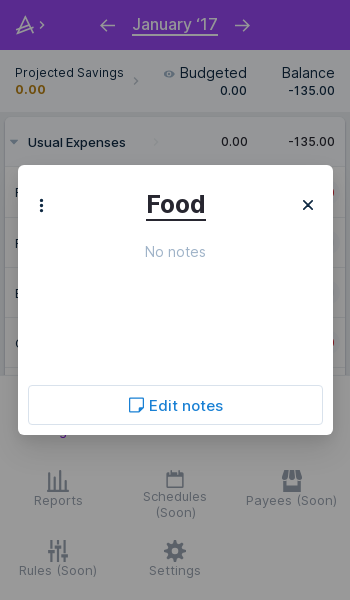 January ‘17
Projected Savings
0.00
Budgeted
0.00
Balance
-135.00
Usual Expenses
0.00
-135.00
Food
No notes
Edit notes
Reports
Schedules
(Soon)
Payees (Soon)
Rules (Soon)
Settings